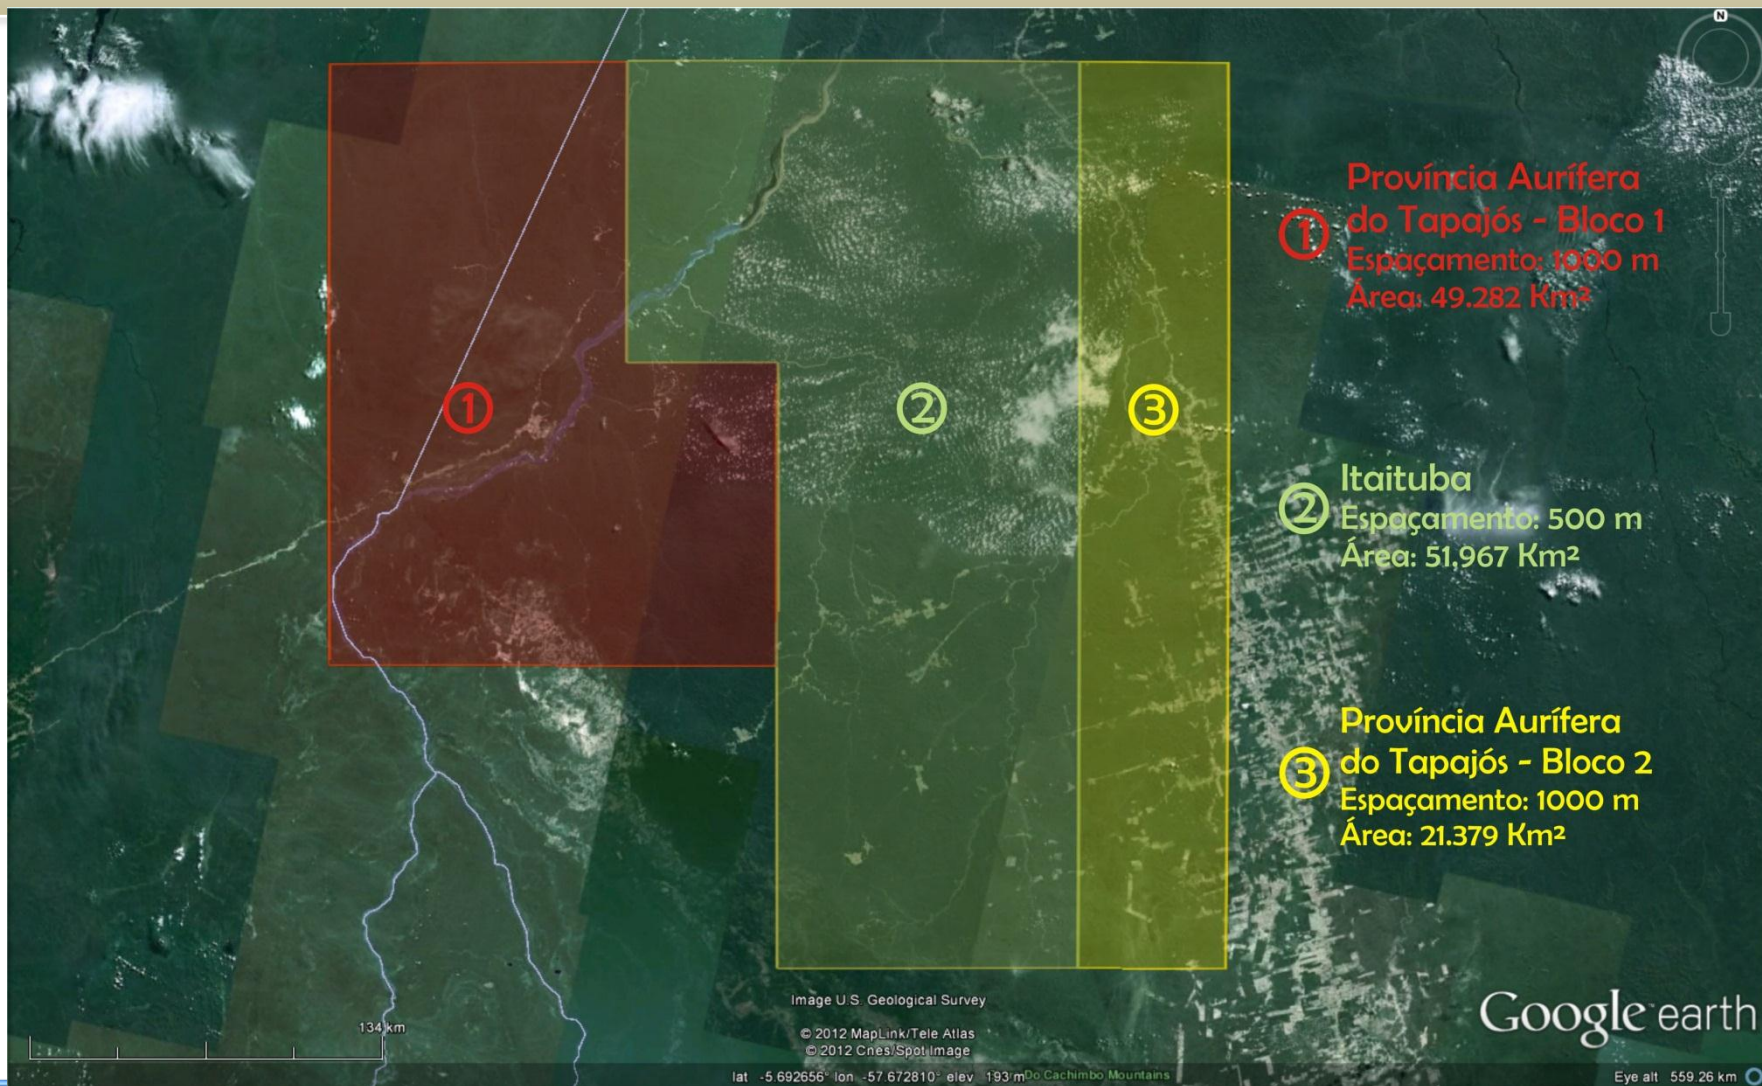 N
Província Aurífera
do Tapajós - Bloco 1
① Espaçamento: 1000 m
Área: 49.282 Km²
①
②
③
Itaituba
② Espaçamento: 500 m
Área: 51.967 Km²
Província Aurífera
③ do Tapajós - Bloco 2
Espaçamento: 1000 m
Área: 21.379 Km²
Image U.S. Geological Survey
© 2012 MapLink/Tele Atlas
© 2012 Cnes/Spot Image
Google earth
134 km
lat -5.692656° lon -57.672810° elev 193 m Do Cachimbo Mountains
Eye alt 559.26 km